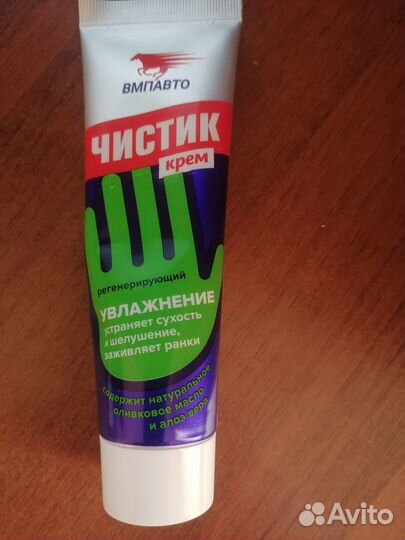 ВМПАВТО
ЧИСТИК
крем
регенерирующий
УВЛАЖНЕНИЕ
устраняет сухость
и шелушение,
заживляет ранки
содержит натуральное
оливковое масло
и алоэ вера
Avito